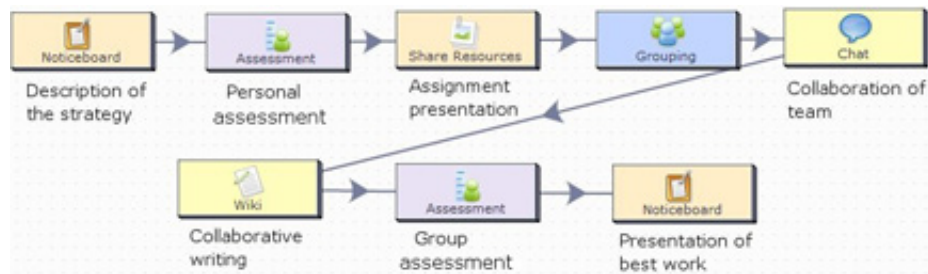 Noticeboard
Assessment
Share Resources
Grouping
Chat
Description of
the strategy
Personal
assessment
Assignment
presentation
Collaboration of
team
Wiki
Assessment
Noticeboard
Collaborative
writing
Group
assessment
Presentation of
best work